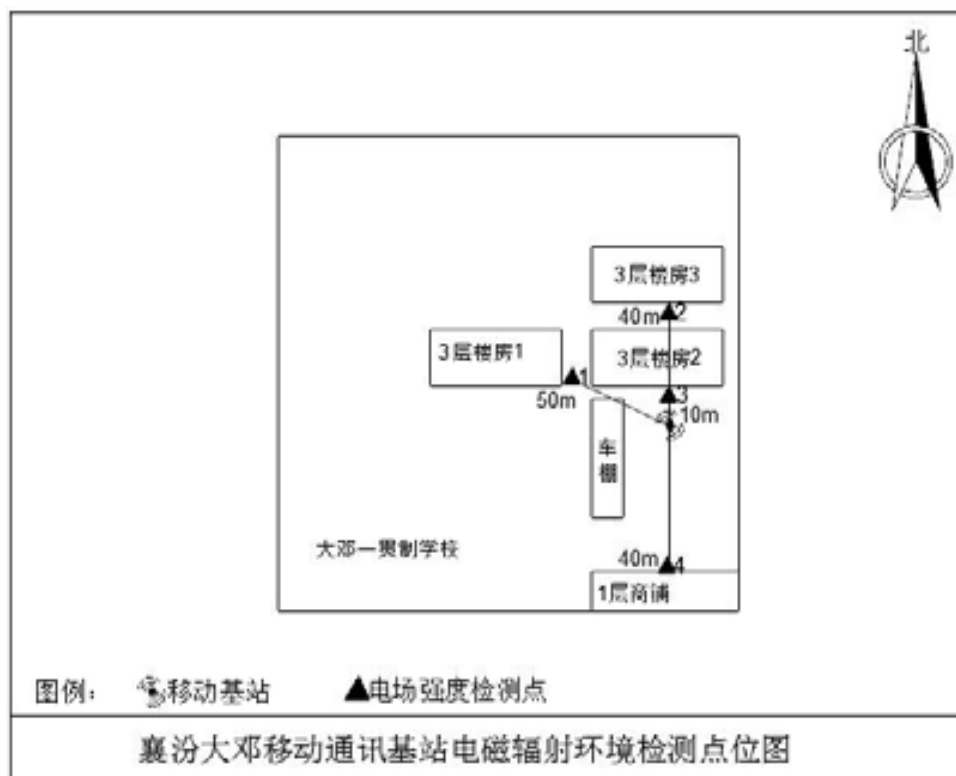 北
3层楼房3
40m 2
3层楼房1
3层楼房2
1
50m
3
10m
车棚
大邓一贯制学校
40m 4
1层商铺
图例: 移动基站 电场强度检测点
襄汾大邓移动通讯基站电磁辐射环境检测点位图